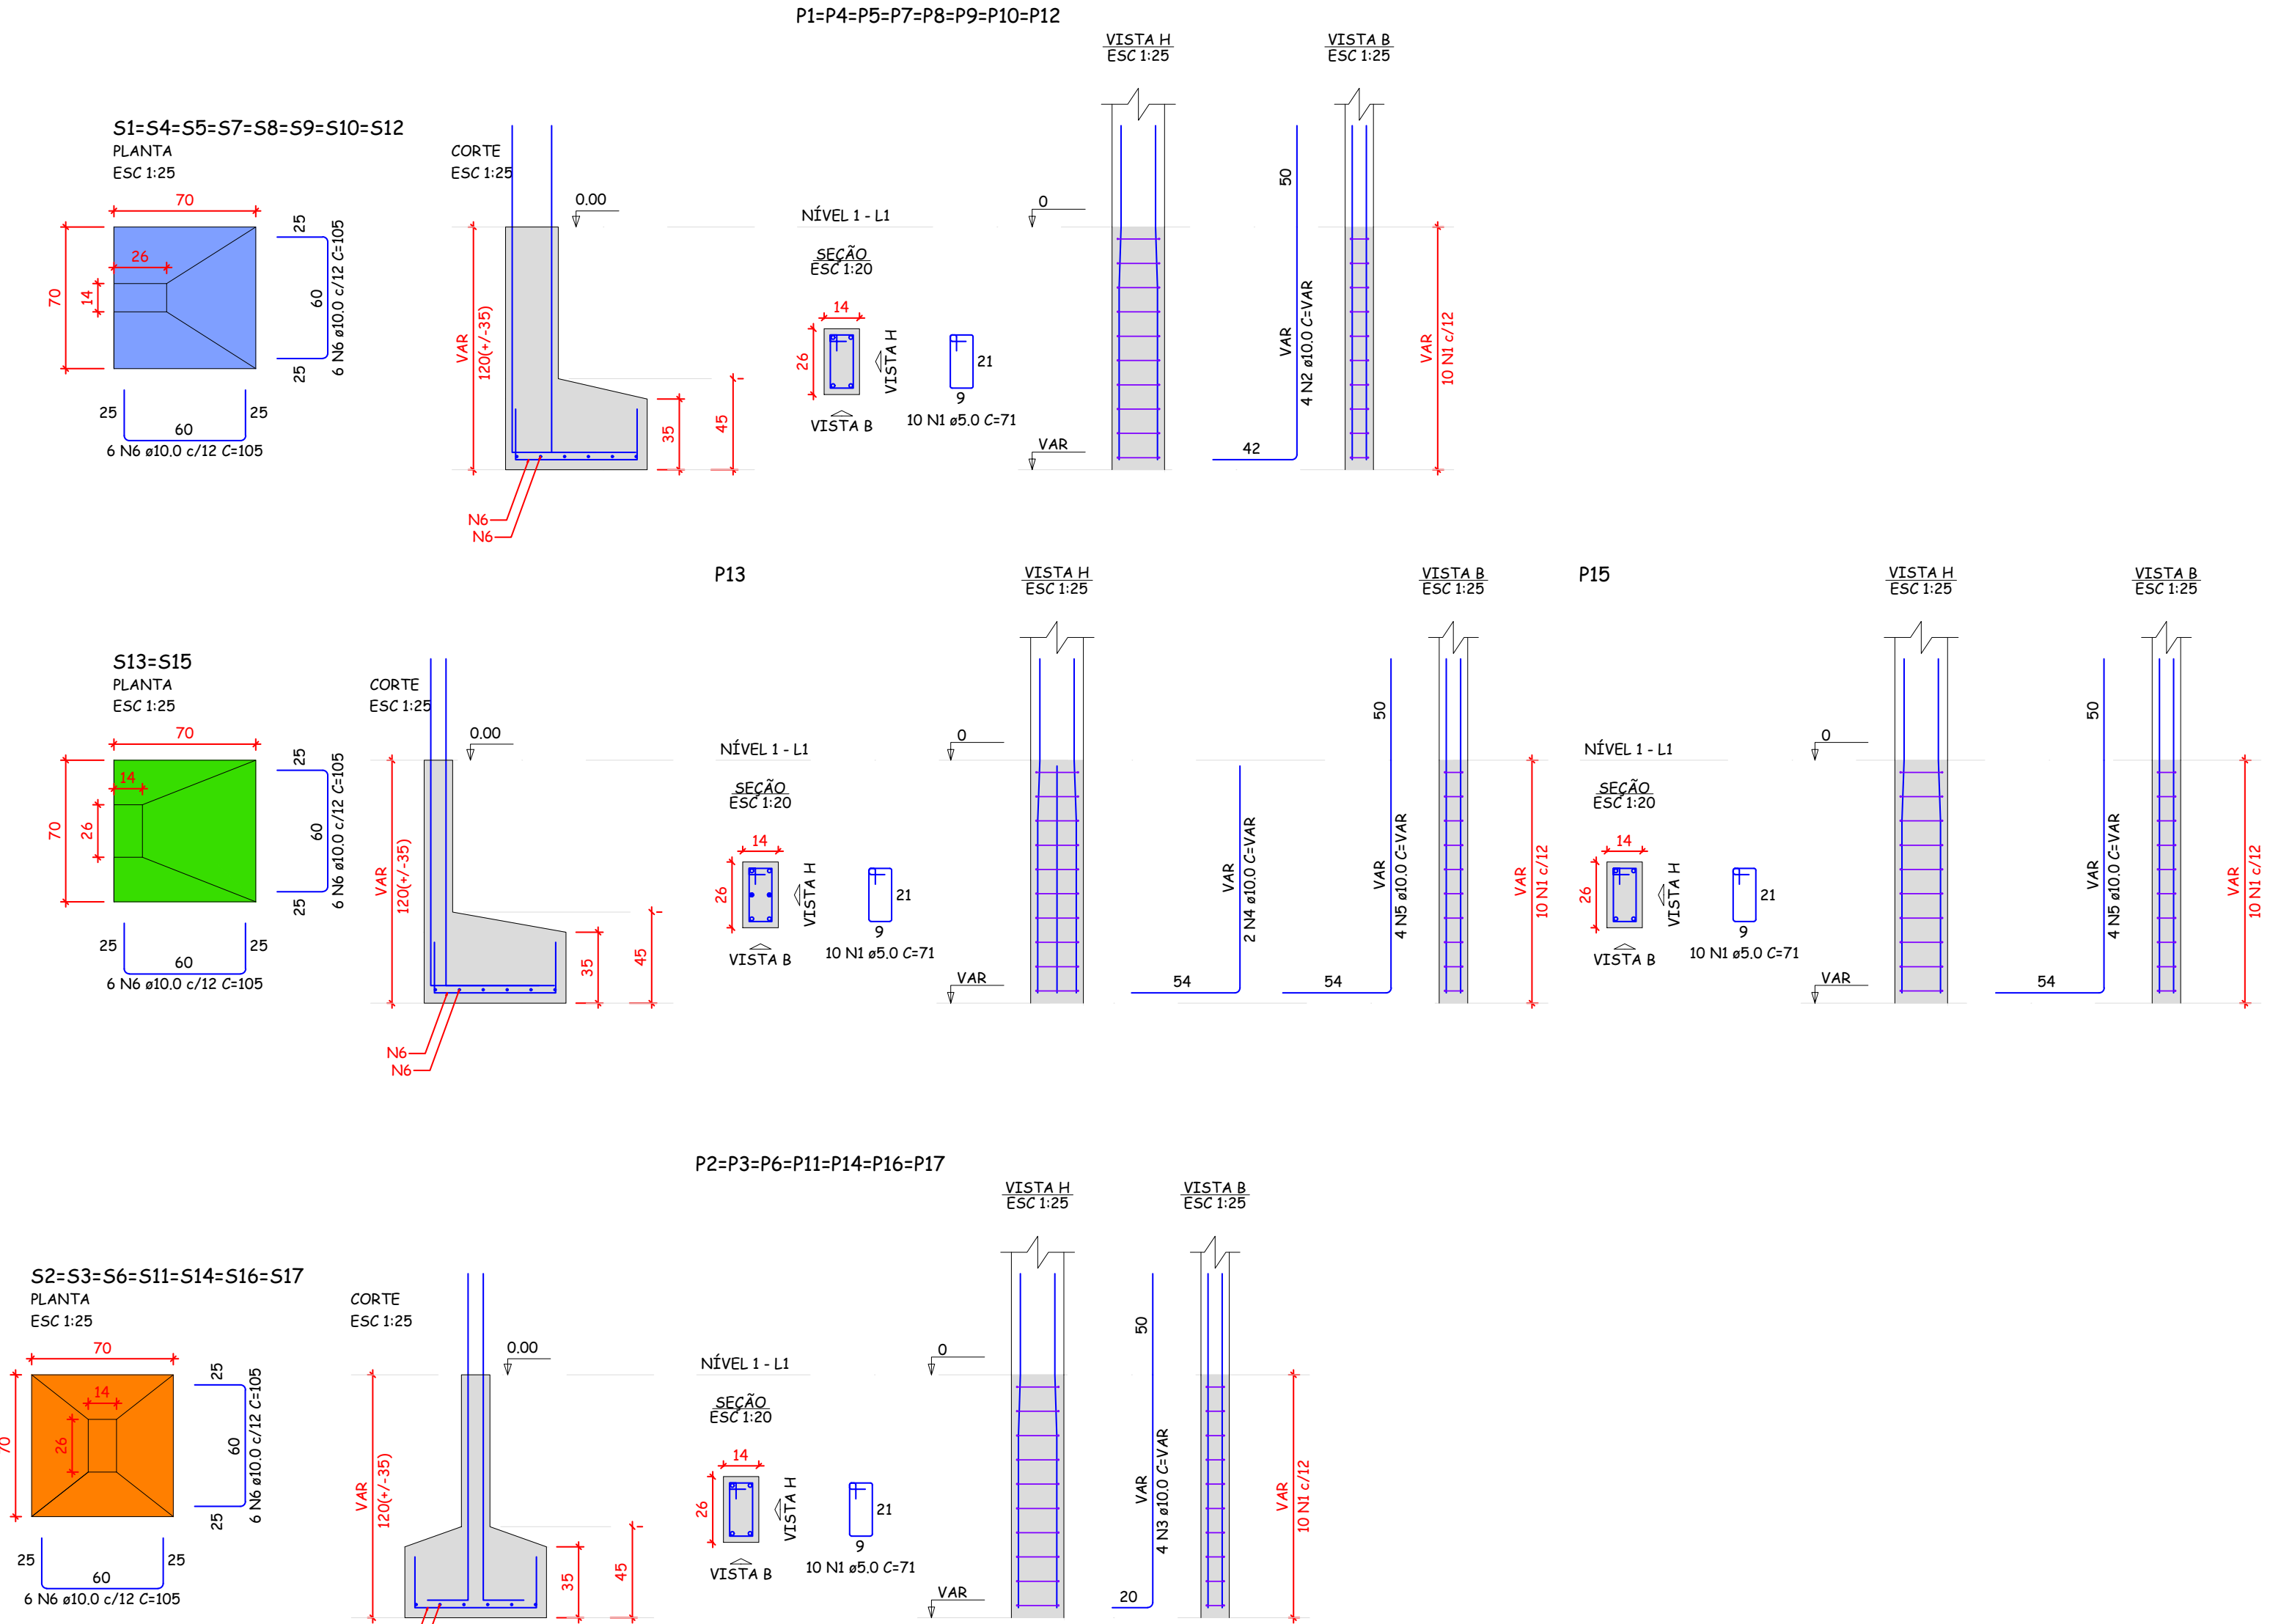 P1=P4=P5=P7=P8=P9=P10=P12
VISTA H
ESC 1:25
VISTA B
ESC 1:25
S1=S4=S5=S7=S8=S9=S10=S12
PLANTA
ESC 1:25
70
70
26
14
25
60
25
6 N6 ø10.0 c/12 C=105
25
60
25
6 N6 ø10.0 c/12 C=105
CORTE
ESC 1:25
0.00
VAR
120(+/-35)
35
45
N6
N6
NÍVEL 1 - L1
SEÇÃO
ESC 1:20
14
26
VISTA H
VISTA B
21
9
10 N1 ø5.0 C=71
0
VAR
50
VAR
4 N2 ø10.0 C=VAR
42
VAR
10 N1 c/12
S13=S15
PLANTA
ESC 1:25
70
70
14
26
25
60
25
6 N6 ø10.0 c/12 C=105
25
60
25
6 N6 ø10.0 c/12 C=105
CORTE
ESC 1:25
0.00
VAR
120(+/-35)
35
45
N6
N6
P13
VISTA H
ESC 1:25
VISTA B
ESC 1:25
NÍVEL 1 - L1
SEÇÃO
ESC 1:20
14
26
VISTA H
VISTA B
21
9
10 N1 ø5.0 C=71
0
VAR
VAR
2 N4 ø10.0 C=VAR
54
50
VAR
4 N5 ø10.0 C=VAR
54
VAR
10 N1 c/12
P15
VISTA H
ESC 1:25
VISTA B
ESC 1:25
NÍVEL 1 - L1
SEÇÃO
ESC 1:20
14
26
VISTA H
VISTA B
21
9
10 N1 ø5.0 C=71
0
VAR
50
VAR
4 N5 ø10.0 C=VAR
54
VAR
10 N1 c/12
P2=P3=P6=P11=P14=P16=P17
VISTA H
ESC 1:25
VISTA B
ESC 1:25
S2=S3=S6=S11=S14=S16=S17
PLANTA
ESC 1:25
70
70
14
26
25
60
25
6 N6 ø10.0 c/12 C=105
25
60
25
6 N6 ø10.0 c/12 C=105
CORTE
ESC 1:25
0.00
VAR
120(+/-35)
35
45
NÍVEL 1 - L1
SEÇÃO
ESC 1:20
14
26
VISTA H
VISTA B
21
9
10 N1 ø5.0 C=71
0
VAR
50
VAR
4 N3 ø10.0 C=VAR
20
VAR
10 N1 c/12